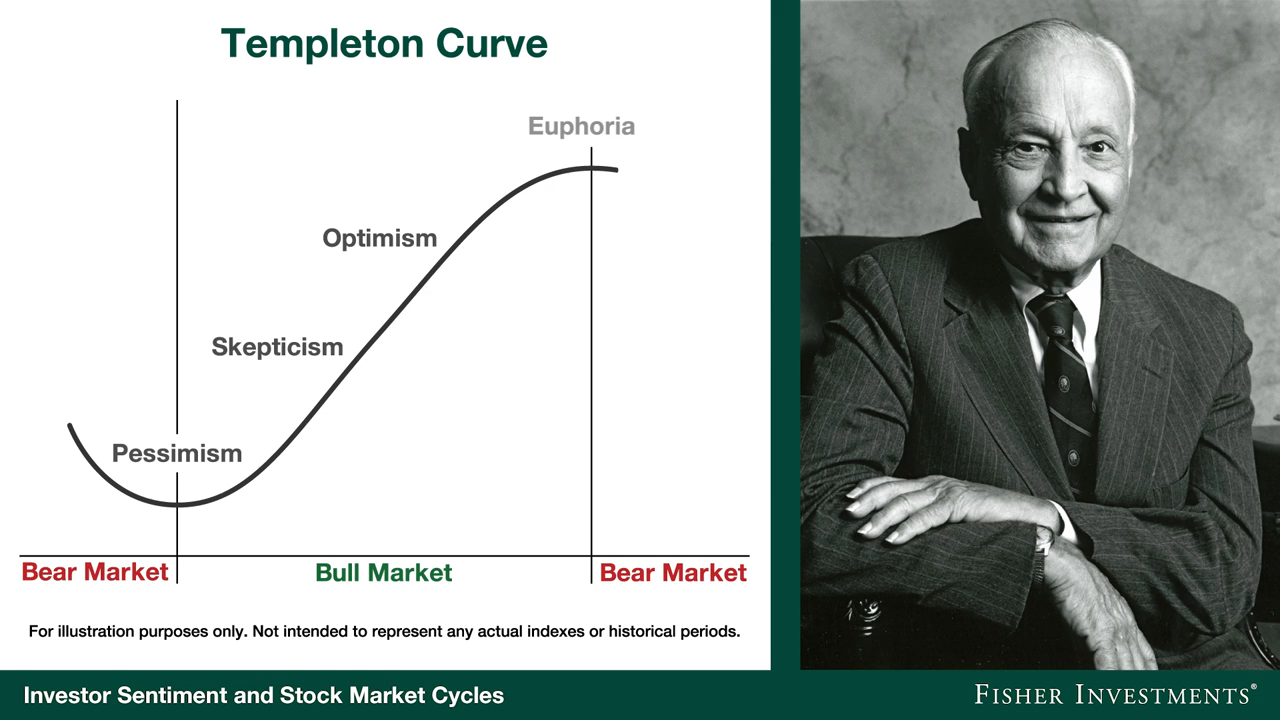 Templeton Curve
Euphoria
Optimism
Skepticism
Pessimism
Bear Market
Bull Market
Bear Market
For illustration purposes only. Not intended to represent any actual indexes or historical periods.
Investor Sentiment and Stock Market Cycles
FISHER INVESTMENTS®